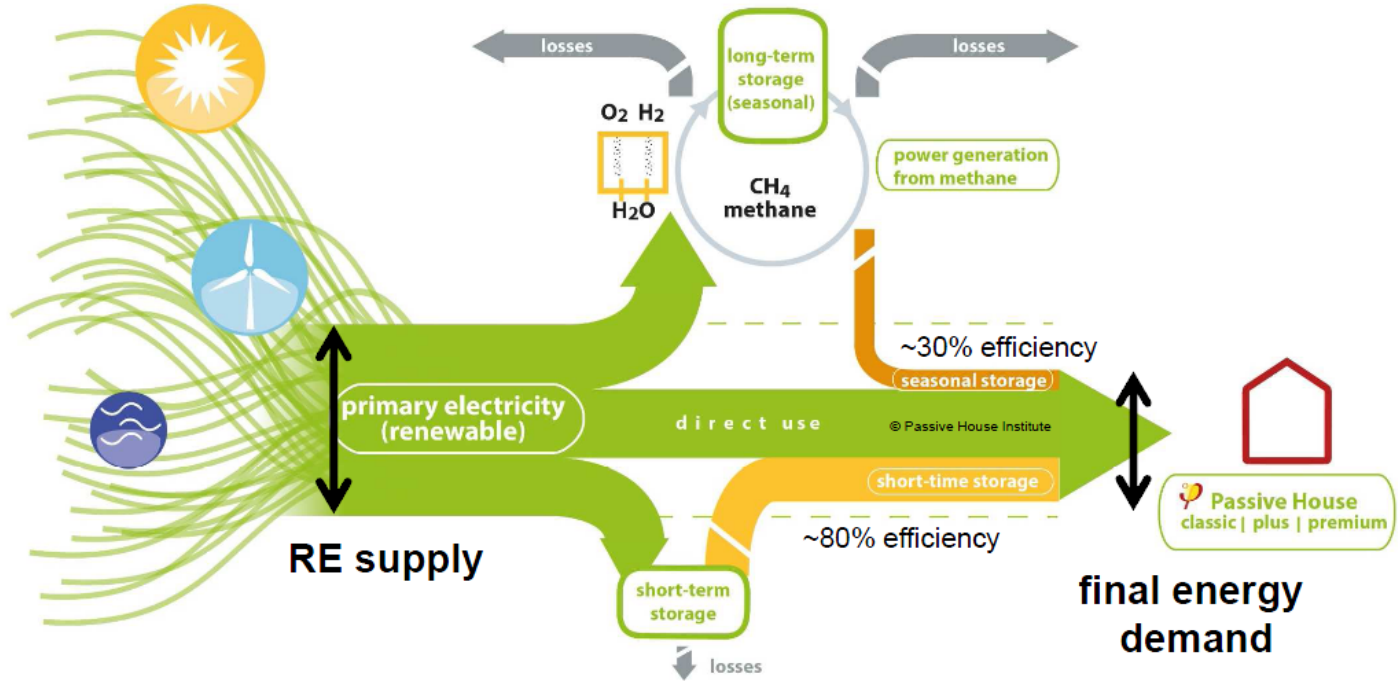 losses
long-term
storage
(seasonal)
losses
O2 H2
H2O
CH4
methane
power generation
from methane
~30% efficiency
seasonal storage
primary electricity
(renewable)
direct use
© Passive House Institute
short-time storage
~80% efficiency
RE supply
short-term
storage
losses
Passive House
classic | plus | premium
final energy
demand